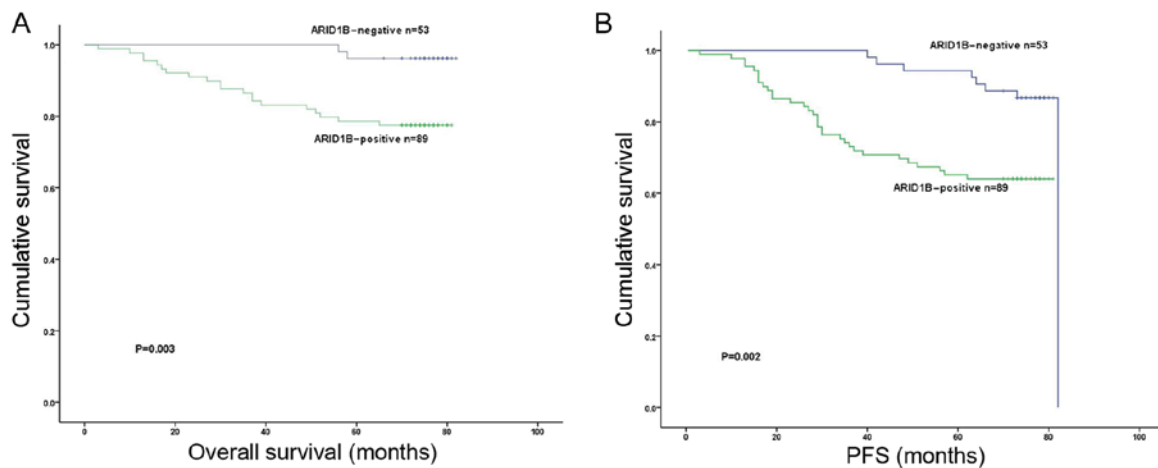 A
ARID1B-negative n=53
1.0
0.8
ARID1B-positive n=89
0.6
0.4
0.2
P=0.003
0.0
0 20 40 60 80 100
Cumulative survival
Overall survival (months)
B
ARID1B-negative n=53
1.0
0.8
ARID1B-positive n=89
0.6
0.4
0.2
P=0.002
0.0
0 20 40 60 80 100
Cumulative survival
PFS (months)